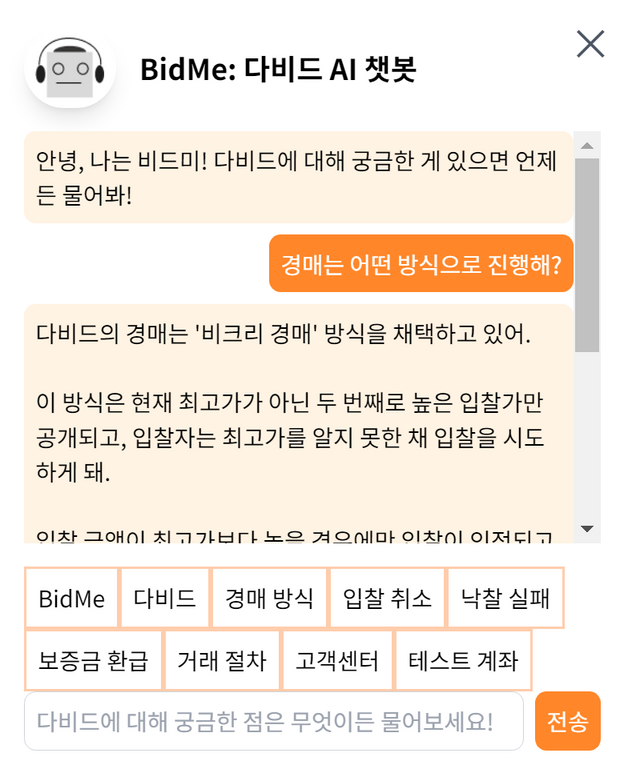 BidMe: 다비드 AI 챗봇
안녕, 나는 비드미! 다비드에 대해 궁금한 게 있으면 언제
든 물어봐!
경매는 어떤 방식으로 진행해?
다비드의 경매는 '비크리 경매' 방식을 채택하고 있어.
이 방식은 현재 최고가가 아닌 두 번째로 높은 입찰가만
공개되고, 입찰자는 최고가를 알지 못한 채 입찰을 시도
하게 돼.
입찰 금액이 최고가보다 높을 경우에만 입찰이 인정되고
BidMe 다비드 경매 방식 입찰 취소 낙찰 실패
보증금 환급 거래 절차 고객센터 테스트 계좌
다비드에 대해 궁금한 점은 무엇이든 물어보세요! 전송